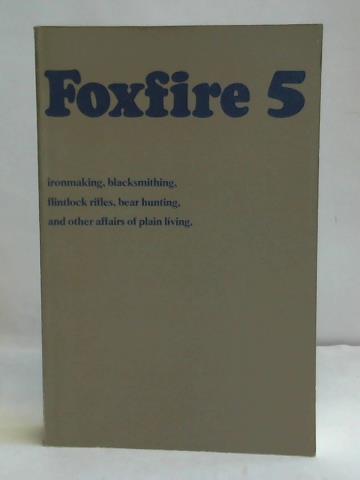 Foxfire 5
ironmaking, blacksmithing,
flintlock rifles, bear hunting,
and other affairs of plain living.